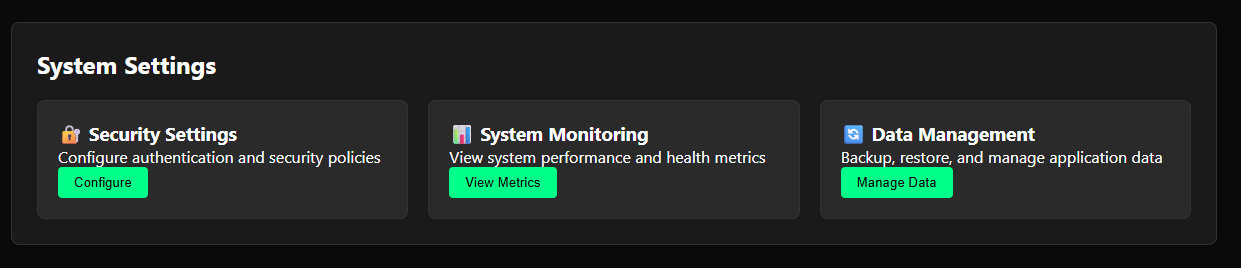 System Settings
🔐 Security Settings
Configure authentication and security policies
Configure
📊 System Monitoring
View system performance and health metrics
View Metrics
🔄 Data Management
Backup, restore, and manage application data
Manage Data